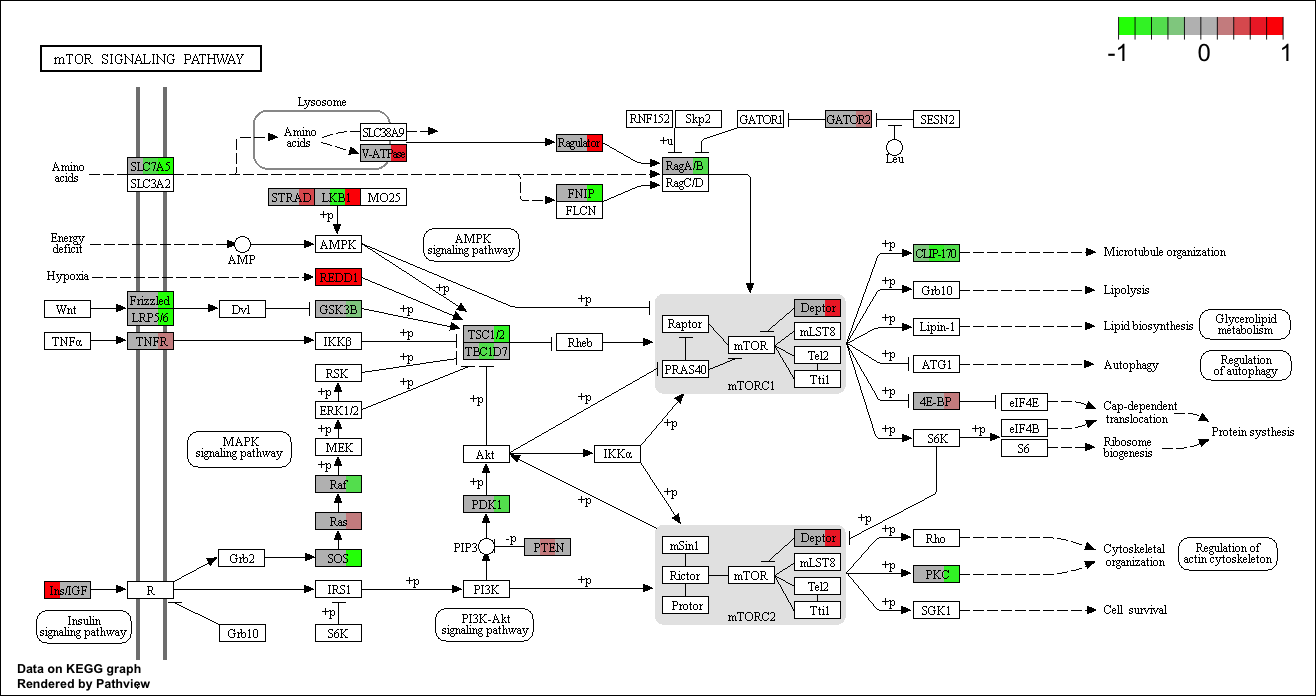 -1 0 1
mTOR SIGNALING PATHWAY
Lysosome
Amino
acids
SLC38A9
V-ATPase
Ragulator
RNF152
Skp2
GATOR1
GATOR2
SESN2
Leu
+u
Amino
acids
SLC7A5
SLC3A2
RagA/B
RagC/D
FNIP
FLCN
STRAD
LKB1
MO25
+p
Energy
deficit
AMP
AMPK
AMPK
signaling pathway
Hypoxia
REDD1
+p
+p
Wnt
Frizzled
LRP5/6
Dvl
GSK3B
+p
TNFα
TNFR
IKKβ
+p
TSC1/2
TBC1D7
Rheb
RSK
+p
+p
ERK1/2
+p
+p
MEK
+p
Raf
Ras
SOS
MAPK
signaling pathway
Raptor
PRAS40
mTOR
Deptor
mLST8
Tel2
Tti1
mTORC1
+p
CLIP-170
Microtubule organization
+p
Grb10
Lipolysis
+p
Lipin-1
Lipid biosynthesis
Glycerolipid
metabolism
+p
ATG1
Autophagy
Regulation
of autophagy
+p
4E-BP
eIF4E
Cap-dependent
translocation
+p
S6K
+p
eIF4B
S6
Ribosome
biogenesis
Protein systhesis
+p
Akt
IKKα
+p
+p
+p
+p
PDK1
PIP3
-p
PTEN
+p
mSin1
Rictor
Protor
mTOR
Deptor
mLST8
Tel2
Tti1
mTORC2
+p
+p
Rho
Cytoskeletal
organization
Regulation of
actin cytoskeleton
+p
PKC
+p
SGK1
Cell survival
Grb2
Ins/IGF
R
IRS1
+p
PI3K
+p
Insulin
signaling pathway
Grb10
+p
S6K
PI3K-Akt
signaling pathway
Data on KEGG graph
Rendered by Pathview